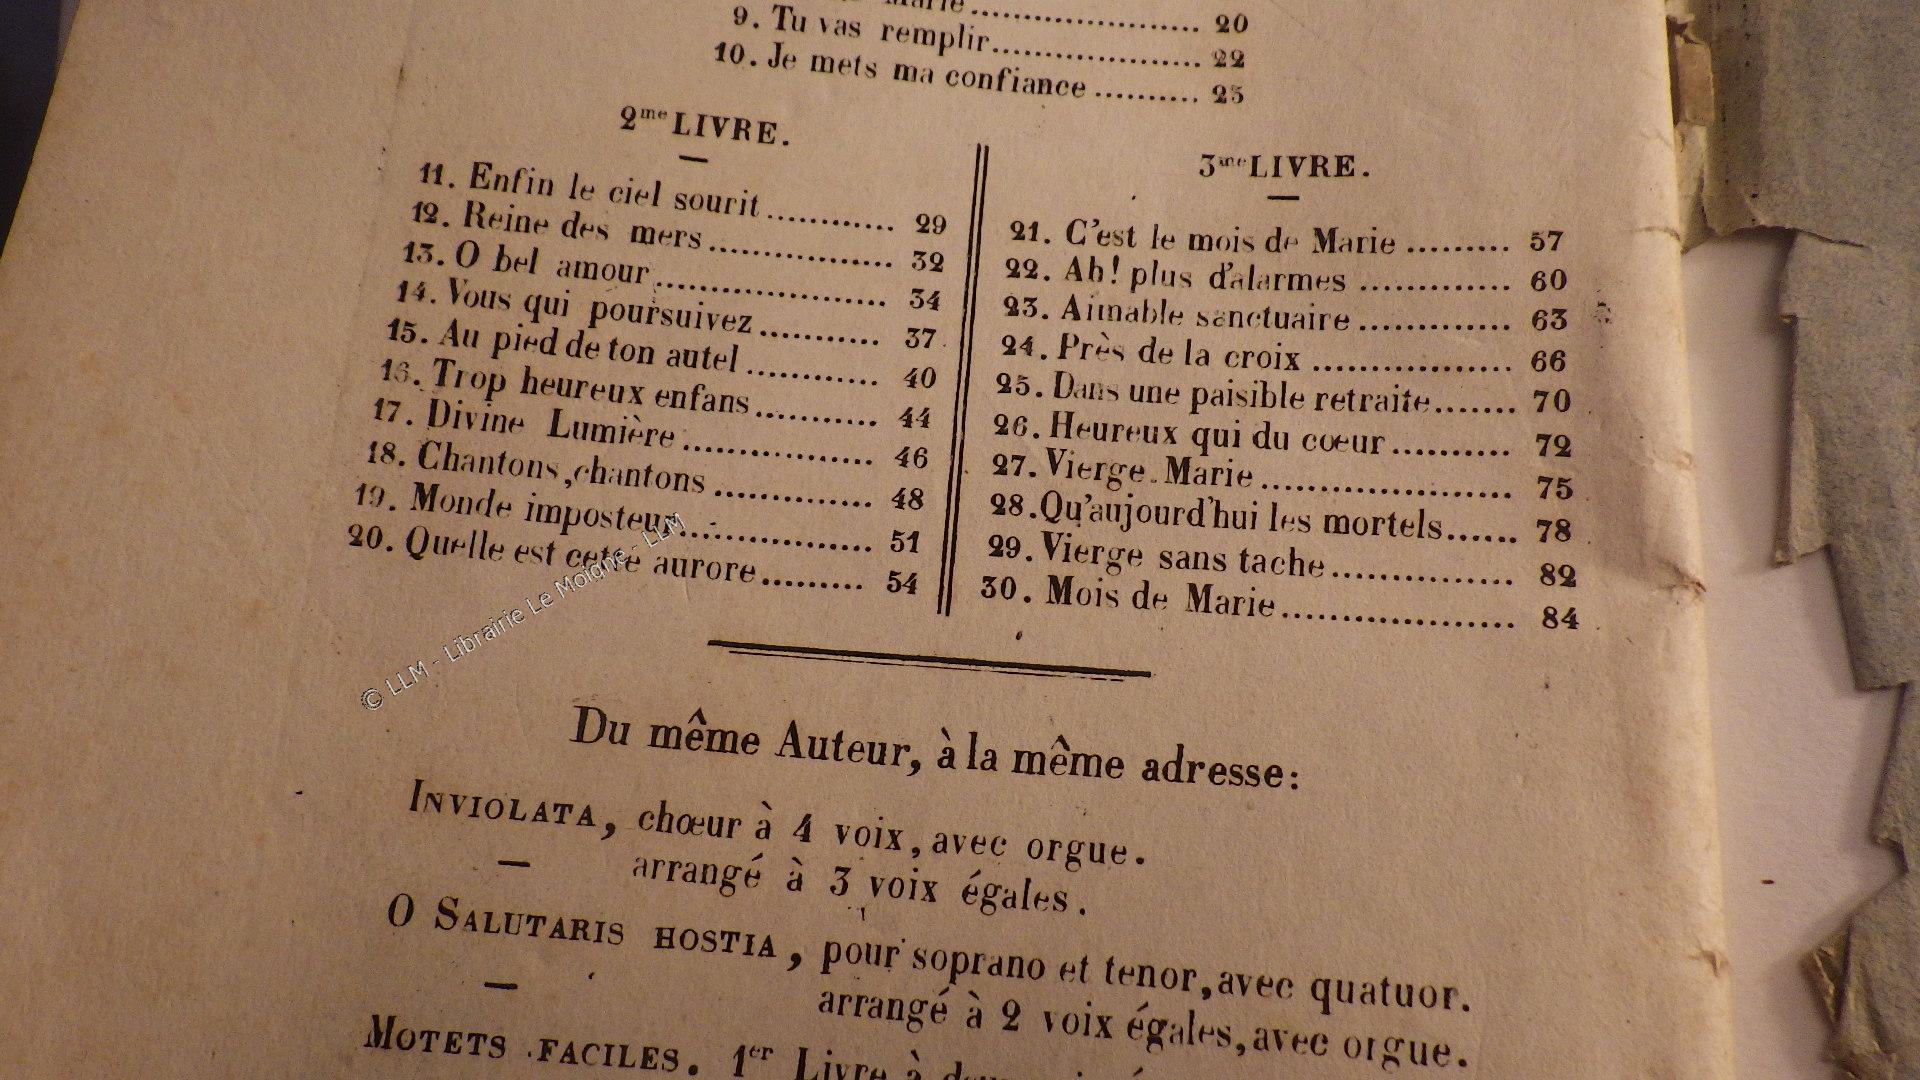 Marie.................... 20
9. Tu vas remplir.................... 22
10. Je mets ma confiance .......... 25
2me LIVRE.
11. Enfin le ciel sourit ............ 29
12. Reine des mers ................. 32
13. O bel amour .................... 34
14. Vous qui poursuivez ........... 37
15. Au pied de ton autel ............ 40
16. Trop heureux enfans ........... 44
17. Divine Lumière ................. 46
18. Chantons, chantons .............. 48
19. Monde imposteur ................ 51
20. Quelle est cette aurore ......... 54
3me LIVRE.
21. C'est le mois de Marie ......... 57
22. Ah! plus d'alarmes ............. 60
23. Aimable sanctuaire ............. 63
24. Près de la croix ................. 66
25. Dans une paisible retraite....... 70
26. Heureux qui du cœur .......... 72
27. Vierge Marie ..................... 75
28. Qu'aujourd'hui les mortels...... 78
29. Vierge sans tache ............... 82
30. Mois de Marie ................... 84
© LLM - Librairie Le Moigne - LLM
Du même Auteur, à la même adresse:
INVIOLATA, chœur à 4 voix, avec orgue.
— arrangé à 3 voix égales.
O SALUTARIS HOSTIA, pour soprano et tenor, avec quatuor.
— arrangé à 2 voix égales, avec orgue.
MOTETS FACILES. 1er Livre à